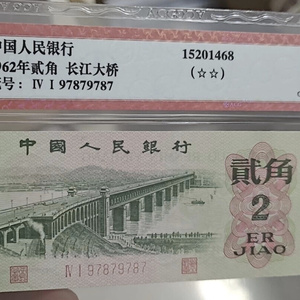 中国人民银行
15201468
962年贰角 长江大桥
(☆☆)
号: IV I 97879787
中國人民銀行
貳角
2
ER
JIAO
IV I 97879787